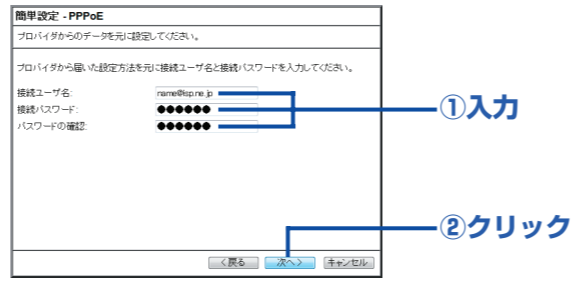 簡単設定 - PPPoE
プロバイダからのデータを元に設定してください。
プロバイダから届いた設定方法を元に接続ユーザ名と接続パスワードを入力してください。
接続ユーザ名: name@isp.ne.jp
接続パスワード: ●●●●●●
パスワードの確認: ●●●●●●
①入力
②クリック
〈戻る 次へ〉 キャンセル